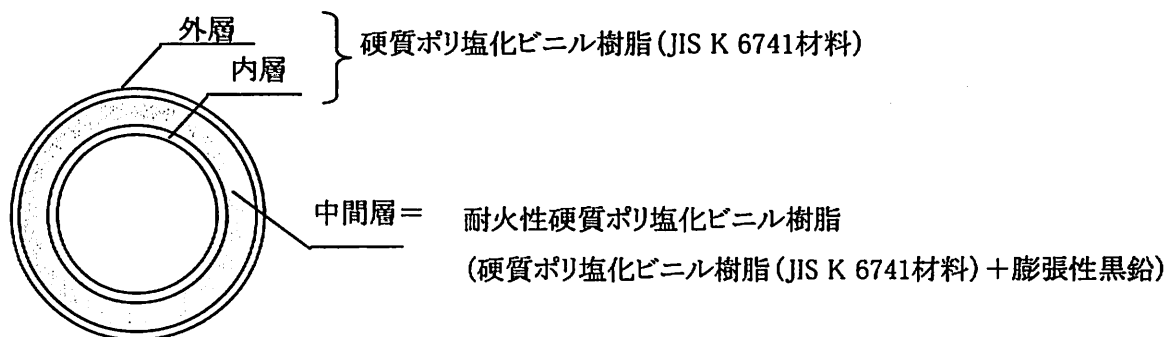 外層
硬質ポリ塩化ビニル樹脂(JIS K 6741材料)
内層
中間層＝ 耐火性硬質ポリ塩化ビニル樹脂
(硬質ポリ塩化ビニル樹脂(JIS K 6741材料)＋膨張性黒鉛)